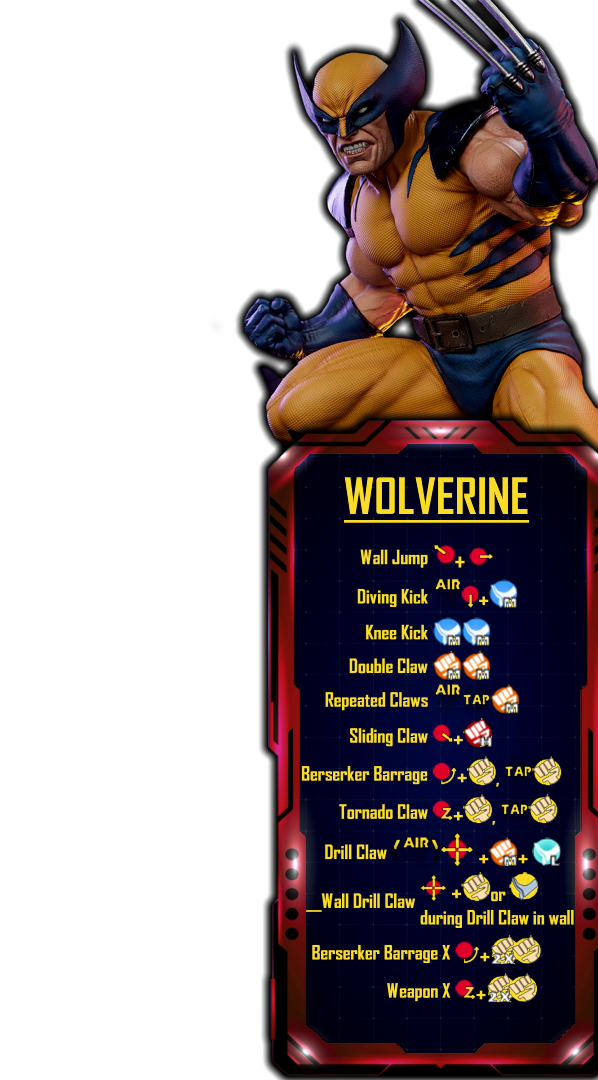 WOLVERINE
Wall Jump +
AIR
Diving Kick + M
Knee Kick M M
Double Claw M M
AIR
Repeated Claws TAP M
Sliding Claw + H
Berserker Barrage + , TAP
Tornado Claw Z + , TAP
Drill Claw / AIR \ + M + L
__Wall Drill Claw + or
during Drill Claw in wall
Berserker Barrage X + 2X
Weapon X Z + 2X